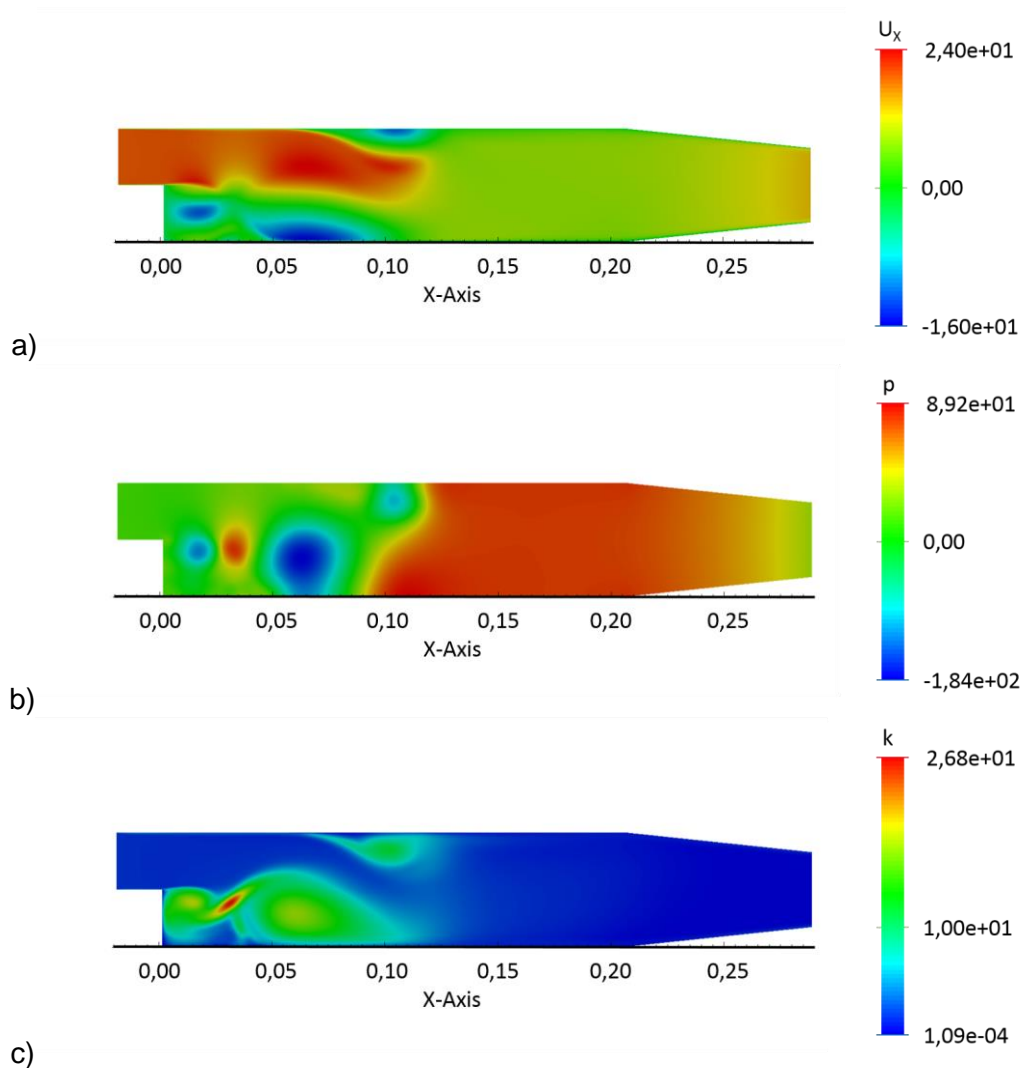 U_X
2,40e+01
0,00
-1,60e+01
0,00 0,05 0,10 0,15 0,20 0,25
X-Axis
a)
p
8,92e+01
0,00
-1,84e+02
0,00 0,05 0,10 0,15 0,20 0,25
X-Axis
b)
k
2,68e+01
1,00e+01
1,09e-04
0,00 0,05 0,10 0,15 0,20 0,25
X-Axis
c)